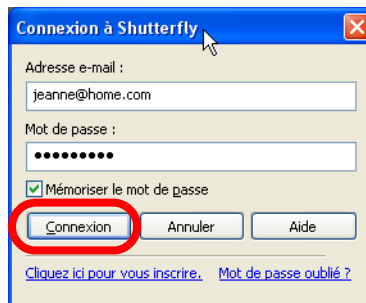 Connexion à Shutterfly
Adresse e-mail :
jeanne@home.com
Mot de passe :
●●●●●●●●●
Mémoriser le mot de passe
Connexion Annuler Aide
Cliquez ici pour vous inscrire. Mot de passe oublié ?